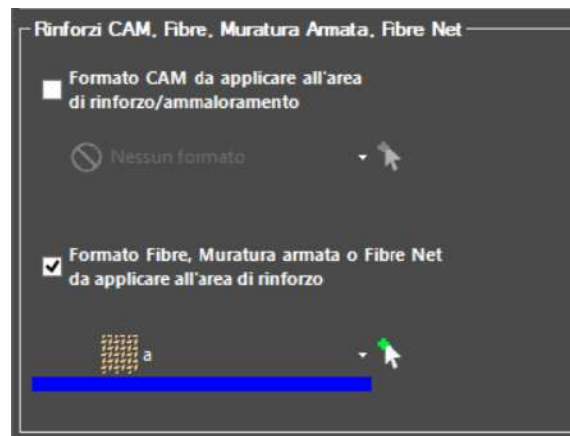 Rinforzi CAM, Fibre, Muratura Armata, Fibre Net
Formato CAM da applicare all'area
di rinforzo/ammaloramento
Nessun formato
Formato Fibre, Muratura armata o Fibre Net
da applicare all'area di rinforzo
a